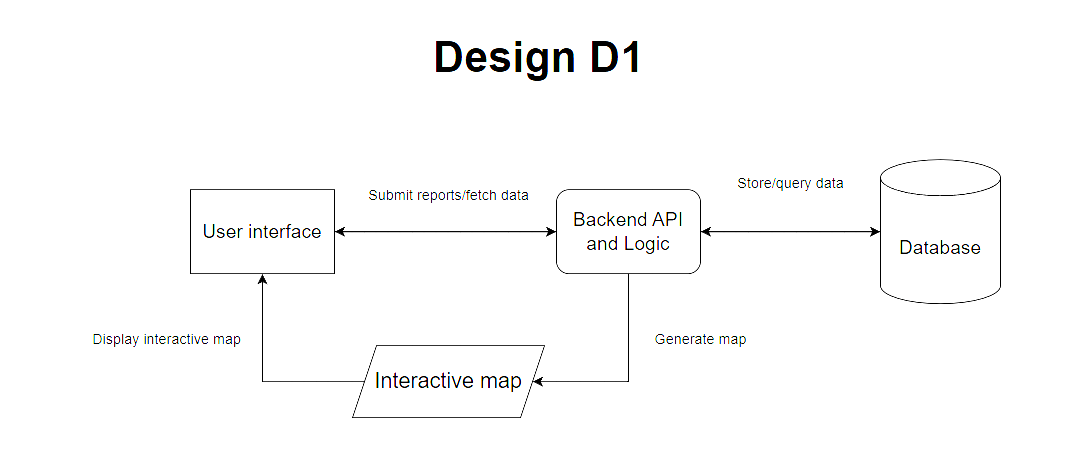 Design D1
Submit reports/fetch data
Store/query data
User interface
Backend API
and Logic
Database
Display interactive map
Generate map
Interactive map